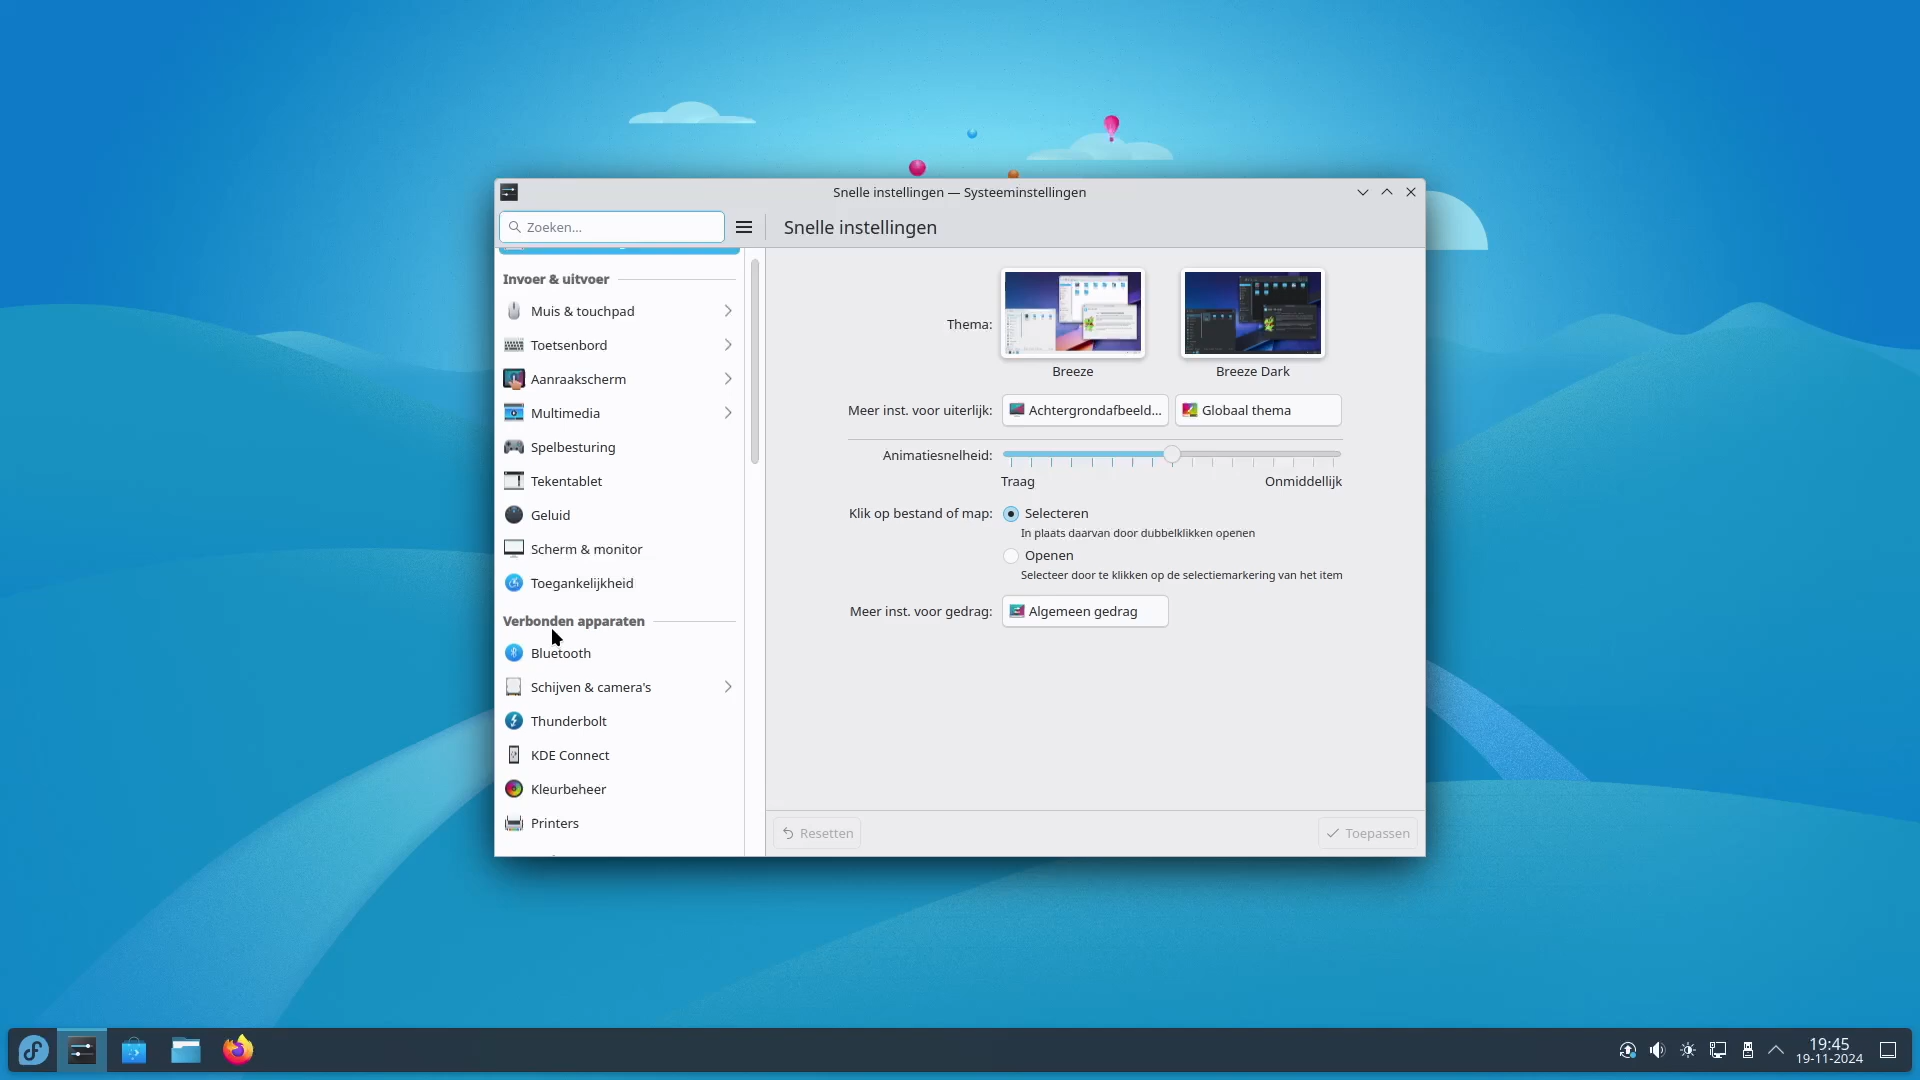 Snelle instellingen — Systeeminstellingen
Zoeken...
Snelle instellingen
Invoer & uitvoer
Muis & touchpad
Toetsenbord
Aanraakscherm
Multimedia
Spelbesturing
Tekentablet
Geluid
Scherm & monitor
Toegankelijkheid
Verbonden apparaten
Bluetooth
Schijven & camera's
Thunderbolt
KDE Connect
Kleurbeheer
Printers
Thema:
Breeze
Breeze Dark
Meer inst. voor uiterlijk:
Achtergrondafbeeld...
Globaal thema
Animatiesnelheid:
Traag
Onmiddellijk
Klik op bestand of map:
Selecteren
In plaats daarvan door dubbelklikken openen
Openen
Selecteer door te klikken op de selectiemarkering van het item
Meer inst. voor gedrag:
Algemeen gedrag
Resetten
Toepassen
19:45
19-11-2024